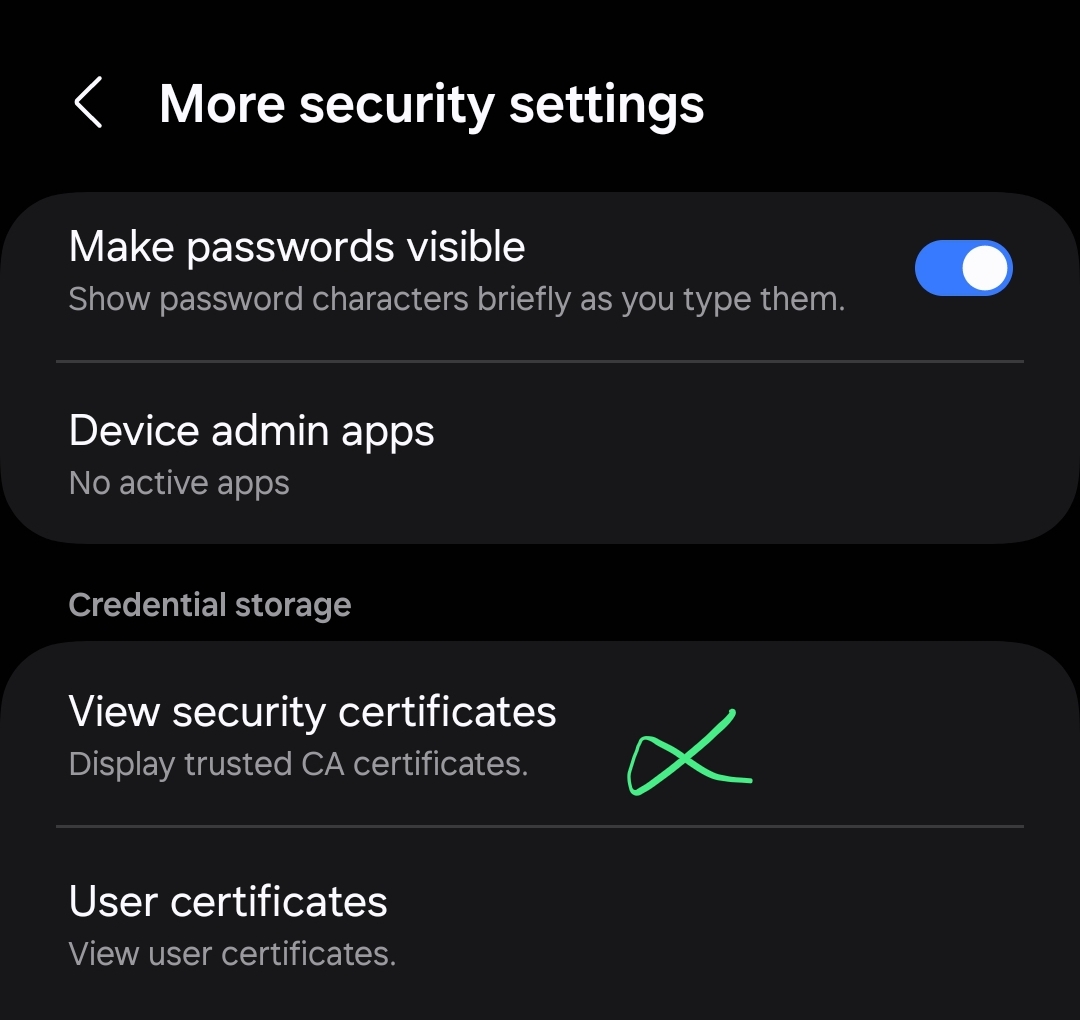 More security settings
Make passwords visible
Show password characters briefly as you type them.
Device admin apps
No active apps
Credential storage
View security certificates
Display trusted CA certificates.
User certificates
View user certificates.